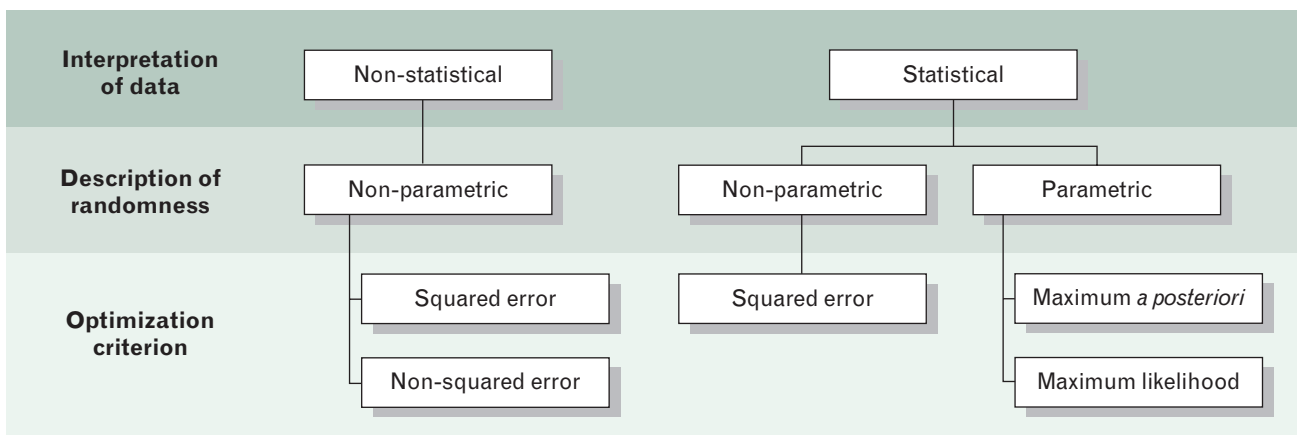 Interpretation
of data
Non-statistical
Statistical
Description of
randomness
Non-parametric
Non-parametric
Parametric
Optimization
criterion
Squared error
Squared error
Maximum a posteriori
Non-squared error
Maximum likelihood